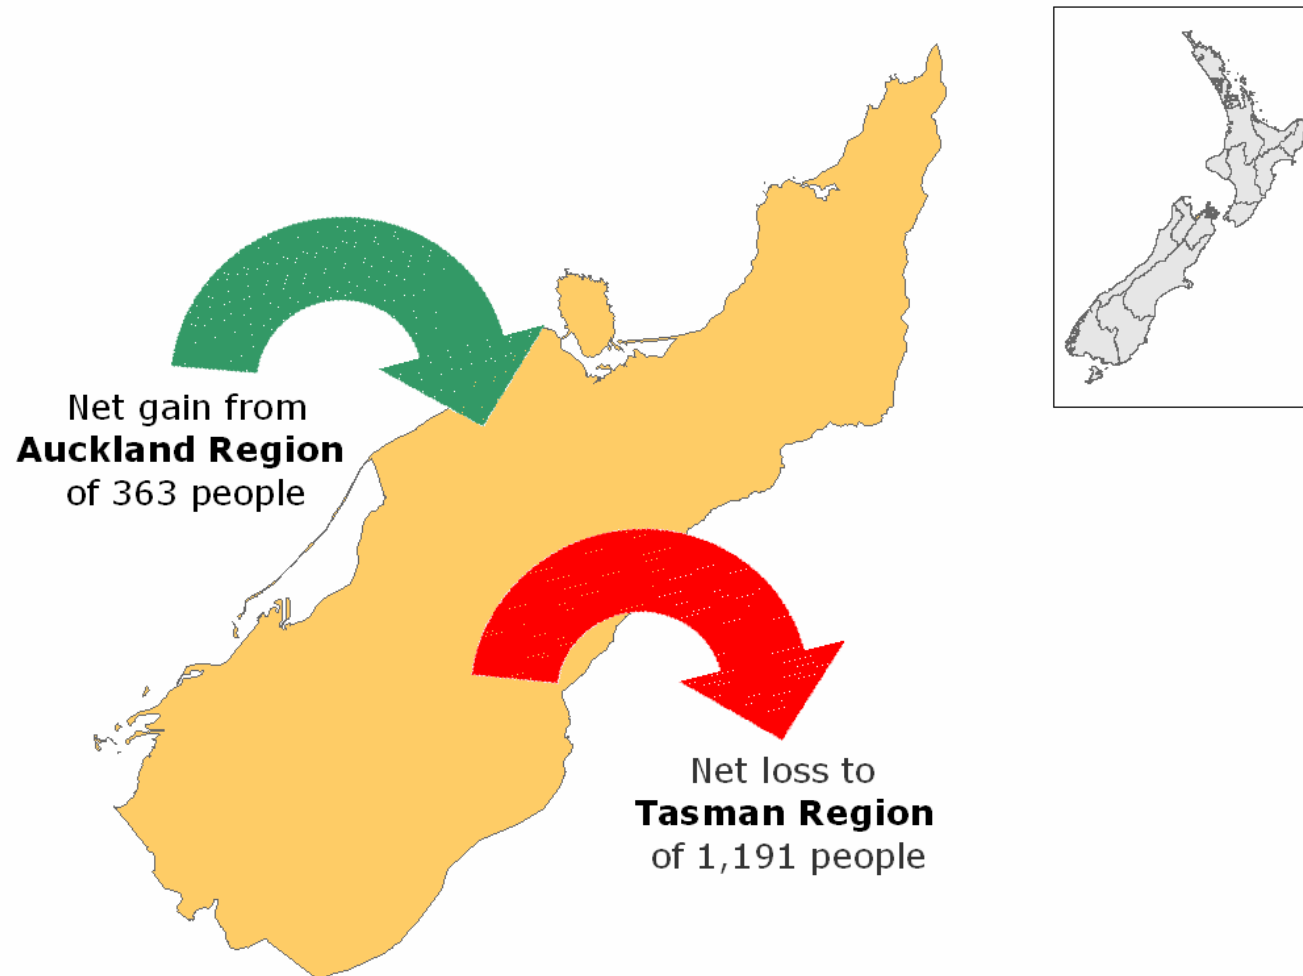 Net gain from
Auckland Region
of 363 people
Net loss to
Tasman Region
of 1,191 people